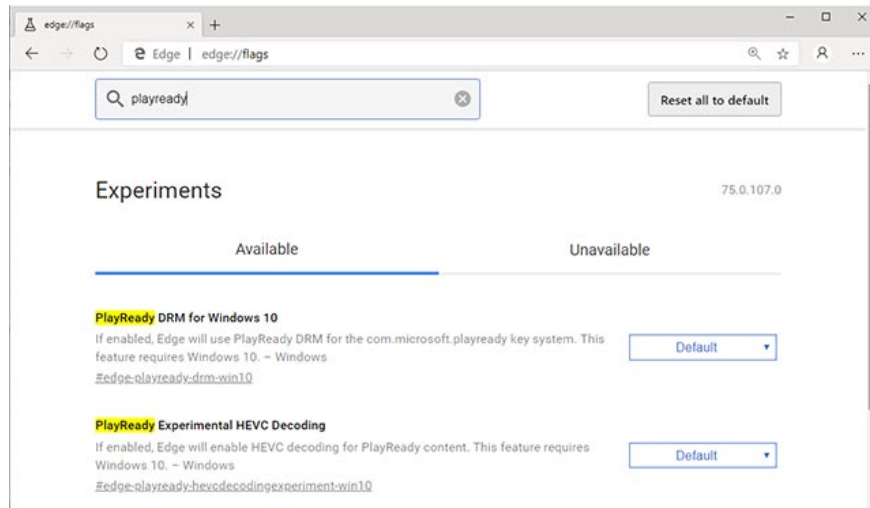 edge://flags
Edge | edge://flags
playready
Reset all to default
Experiments
75.0.107.0
Available
Unavailable
PlayReady DRM for Windows 10
If enabled, Edge will use PlayReady DRM for the com.microsoft.playready key system. This
feature requires Windows 10. – Windows
#edge-playready-drm-win10
Default
PlayReady Experimental HEVC Decoding
If enabled, Edge will enable HEVC decoding for PlayReady content. This feature requires
Windows 10. – Windows
#edge-playready-hevcdecodingexperiment-win10
Default